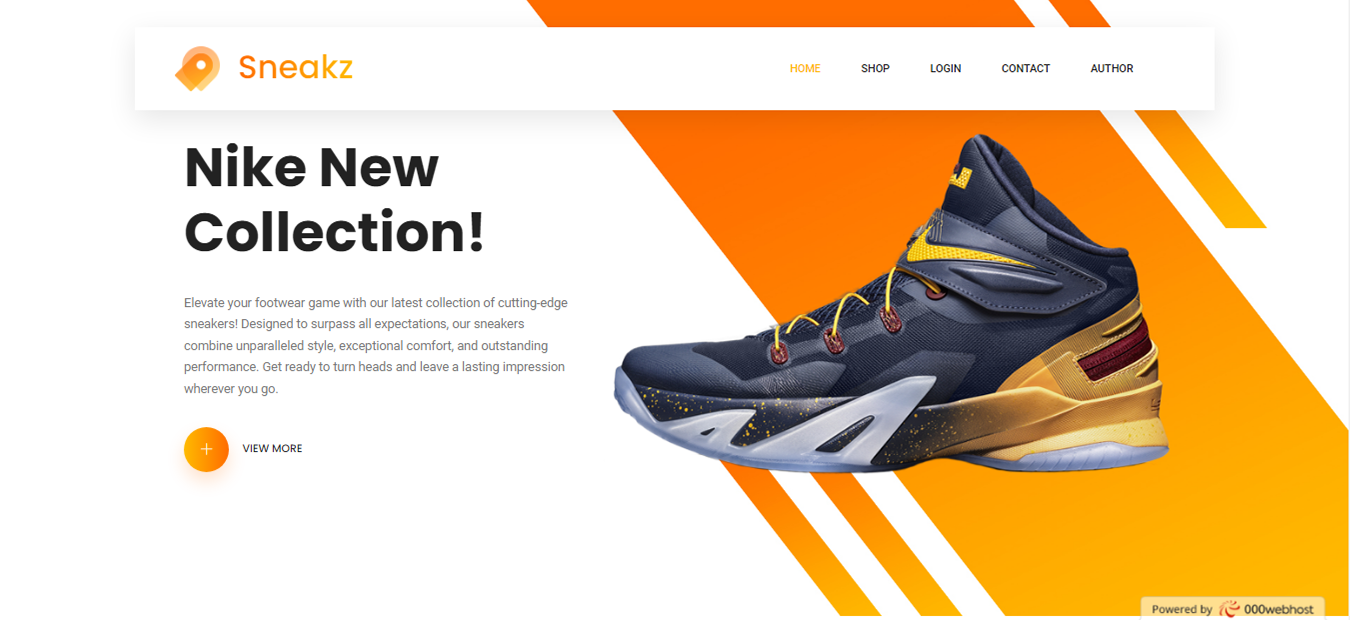 Sneakz
HOME
SHOP
LOGIN
CONTACT
AUTHOR
Nike New
Collection!
Elevate your footwear game with our latest collection of cutting-edge
sneakers! Designed to surpass all expectations, our sneakers
combine unparalleled style, exceptional comfort, and outstanding
performance. Get ready to turn heads and leave a lasting impression
wherever you go.
VIEW MORE
Powered by 000webhost